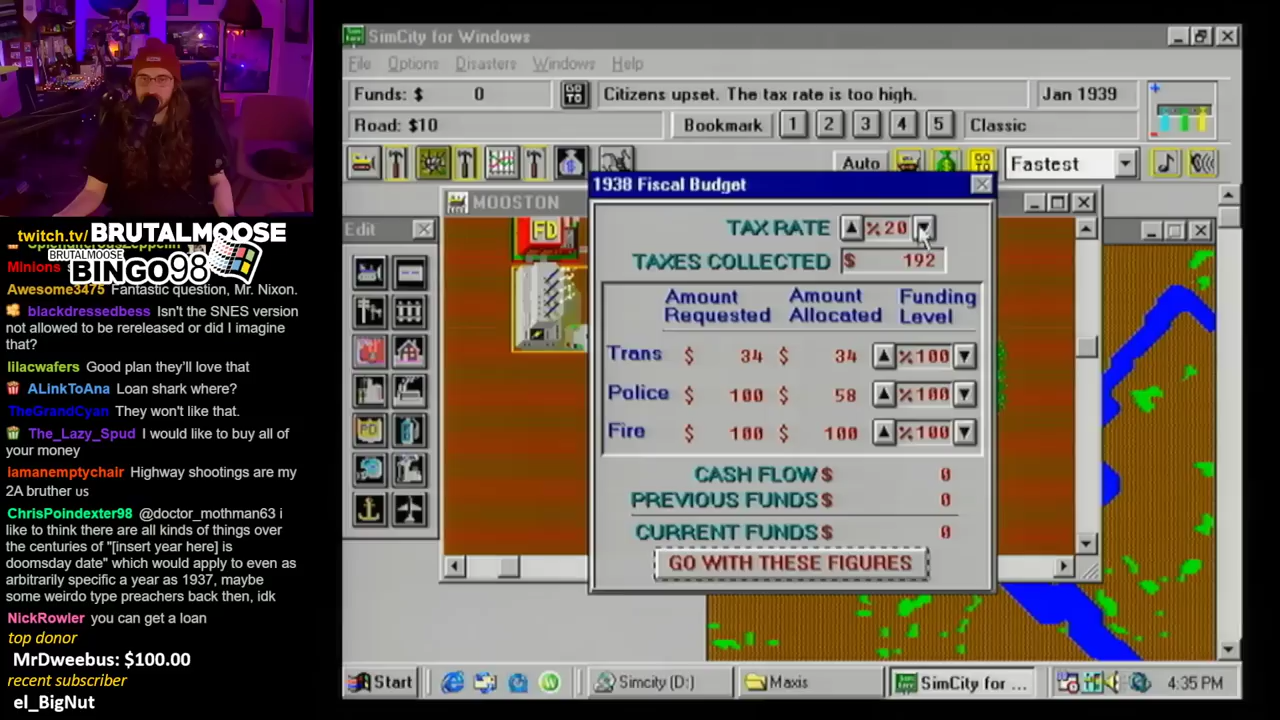 SimCity for Windows
File Options Disasters Windows Help
Funds: $ 0 GO TO Citizens upset. The tax rate is too high. Jan 1939
Road: $10 Bookmark 1 2 3 4 5 Classic
Auto GO TO Fastest
1938 Fiscal Budget
MOOSTON
Edit
FD
PD
TAX RATE %20
TAXES COLLECTED $ 192
Amount Requested Amount Allocated Funding Level
Trans $ 34 $ 34 %100
Police $ 100 $ 58 %100
Fire $ 100 $ 100 %100
CASH FLOW $ 0
PREVIOUS FUNDS $ 0
CURRENT FUNDS $ 0
GO WITH THESE FIGURES
twitch.tv/BRUTALMOOSE
BRUTALMOOSE
BINGO98
Minions
Awesome3475 Fantastic question, Mr. Nixon.
blackdressedbess Isn't the SNES version
not allowed to be rereleased or did I imagine
that?
lilacwafers Good plan they'll love that
ALinkToAna Loan shark where?
TheGrandCyan They won't like that.
The_Lazy_Spud I would like to buy all of
your money
iamanemptychair Highway shootings are my
2A bruther us
ChrisPoindexter98 @doctor_mothman63 i
like to think there are all kinds of things over
the centuries of "[insert year here] is
doomsday date" which would apply to even as
arbitrarily specific a year as 1937, maybe
some weirdo type preachers back then, idk
NickRowler you can get a loan
top donor
MrDweebus: $100.00
recent subscriber
el_BigNut
Start Simcity (D:) Maxis SimCity for ... 4:35 PM